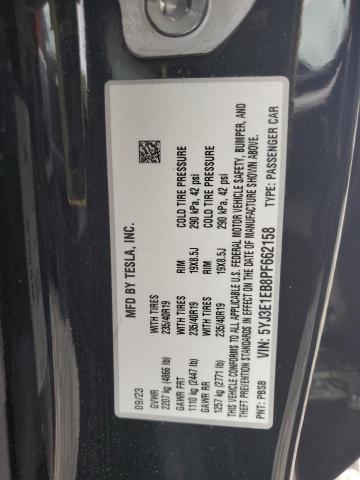 MFD BY TESLA, INC.
09/23
GVWR
2207 kg (4866 lb)
GAWR FRT WITH TIRES RIM COLD TIRE PRESSURE
1110 kg (2447 lb) 235/40R19 19X8.5J 290 kPa, 42 psi
GAWR RR WITH TIRES RIM COLD TIRE PRESSURE
1257 kg (2771 lb) 235/40R19 19X8.5J 290 kPa, 42 psi
THIS VEHICLE CONFORMS TO ALL APPLICABLE U.S. FEDERAL MOTOR VEHICLE SAFETY, BUMPER, AND
THEFT PREVENTION STANDARDS IN EFFECT ON THE DATE OF MANUFACTURE SHOWN ABOVE.
VIN: 5YJ3E1EB8PF662158
PNT: PBSB TYPE: PASSENGER CAR